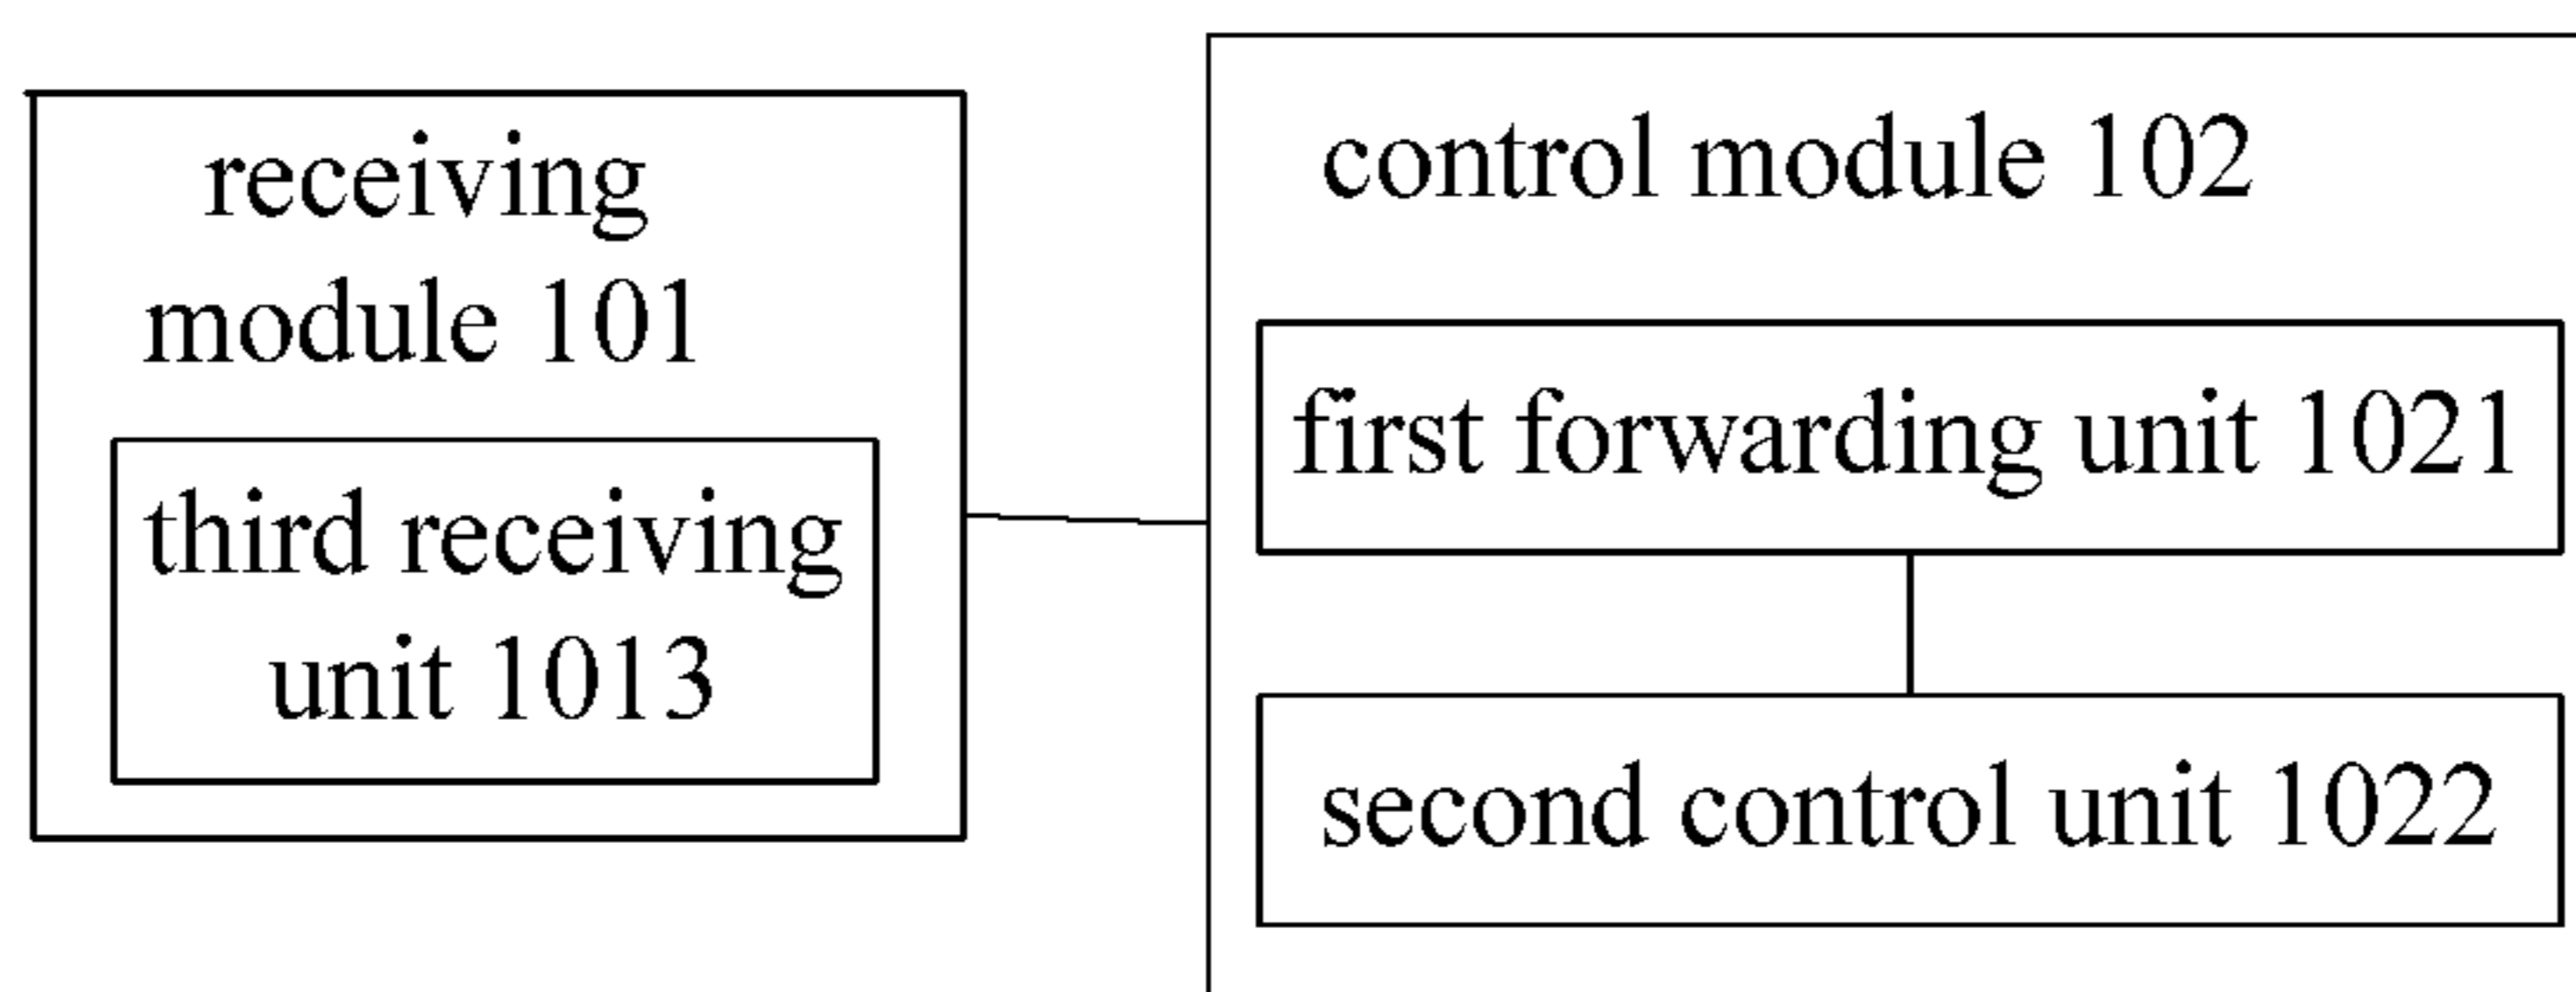 receiving
module 101
third receiving
unit 1013
control module 102
first forwarding unit 1021
second control unit 1022